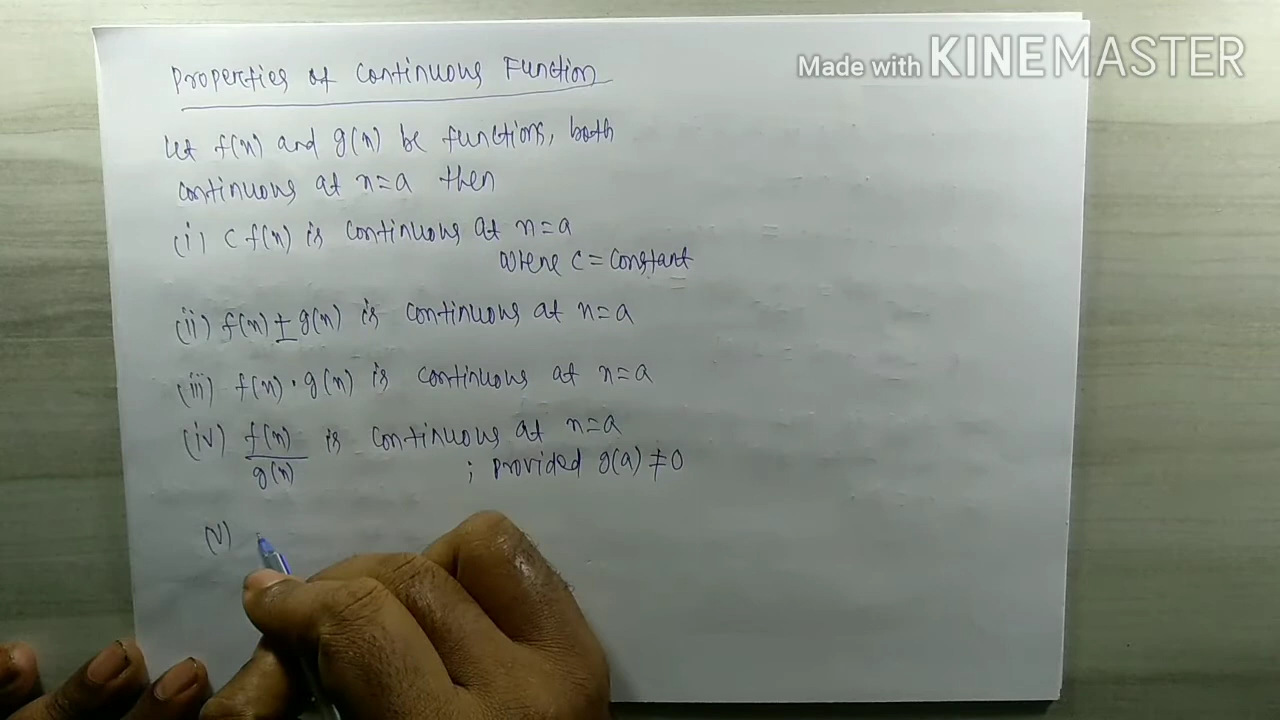 Made with KINEMASTER
Properties of Continuous Function
Let f(x) and g(x) be functions, both
continuous at x=a then
(i) C f(x) is continuous at x=a
where C = constant
(ii) f(x) ± g(x) is continuous at x=a
(iii) f(x) · g(x) is continuous at x=a
(iv) f(x)/g(x) is continuous at x=a
; provided g(a) ≠ 0
(v)